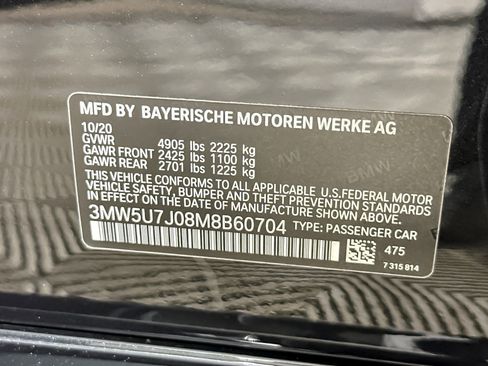 MFD BY BAYERISCHE MOTOREN WERKE AG
10/20
GVWR 4905 lbs 2225 kg
GAWR FRONT 2425 lbs 1100 kg
GAWR REAR 2701 lbs 1225 kg
THIS VEHICLE CONFORMS TO ALL APPLICABLE U.S. FEDERAL MOTOR
VEHICLE SAFETY, BUMPER AND THEFT PREVENTION STANDARDS
IN EFFECT ON THE DATE OF MANUFACTURE SHOWN ABOVE.
3MW5U7J08M8B60704 TYPE: PASSENGER CAR
475
7 315 814